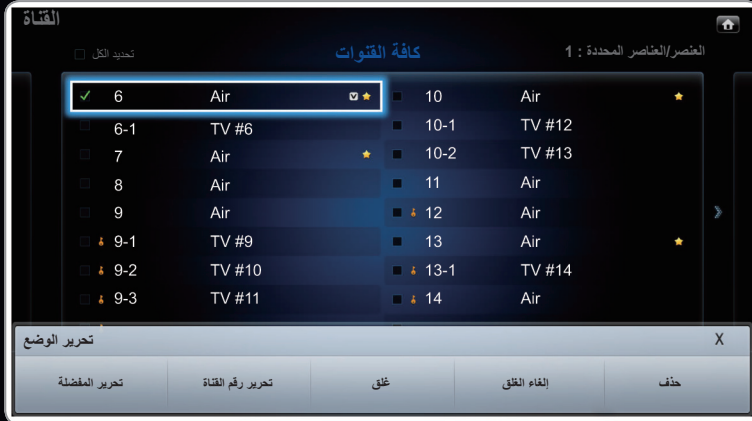 القناة
العنصر/العناصر المحددة : 1
كافة القنوات
تحديد الكل
6 Air
6-1 TV #6
7 Air
8 Air
9 Air
9-1 TV #9
9-2 TV #10
9-3 TV #11
10 Air
10-1 TV #12
10-2 TV #13
11 Air
12 Air
13 Air
13-1 TV #14
14 Air
تحرير الوضع
X
تحرير المفضلة
تحرير رقم القناة
غلق
إلغاء الغلق
حذف